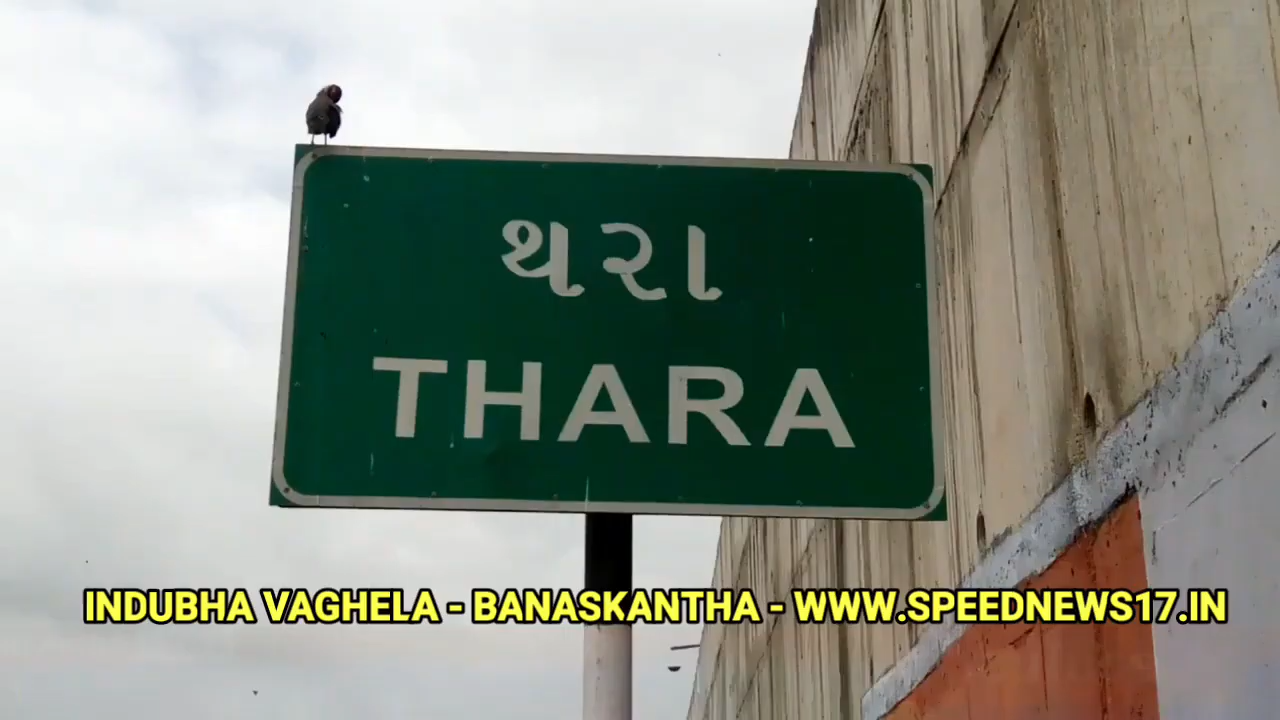 થરા
THARA
INDUBHA VAGHELA - BANASKANTHA - WWW.SPEEDNEWS17.IN